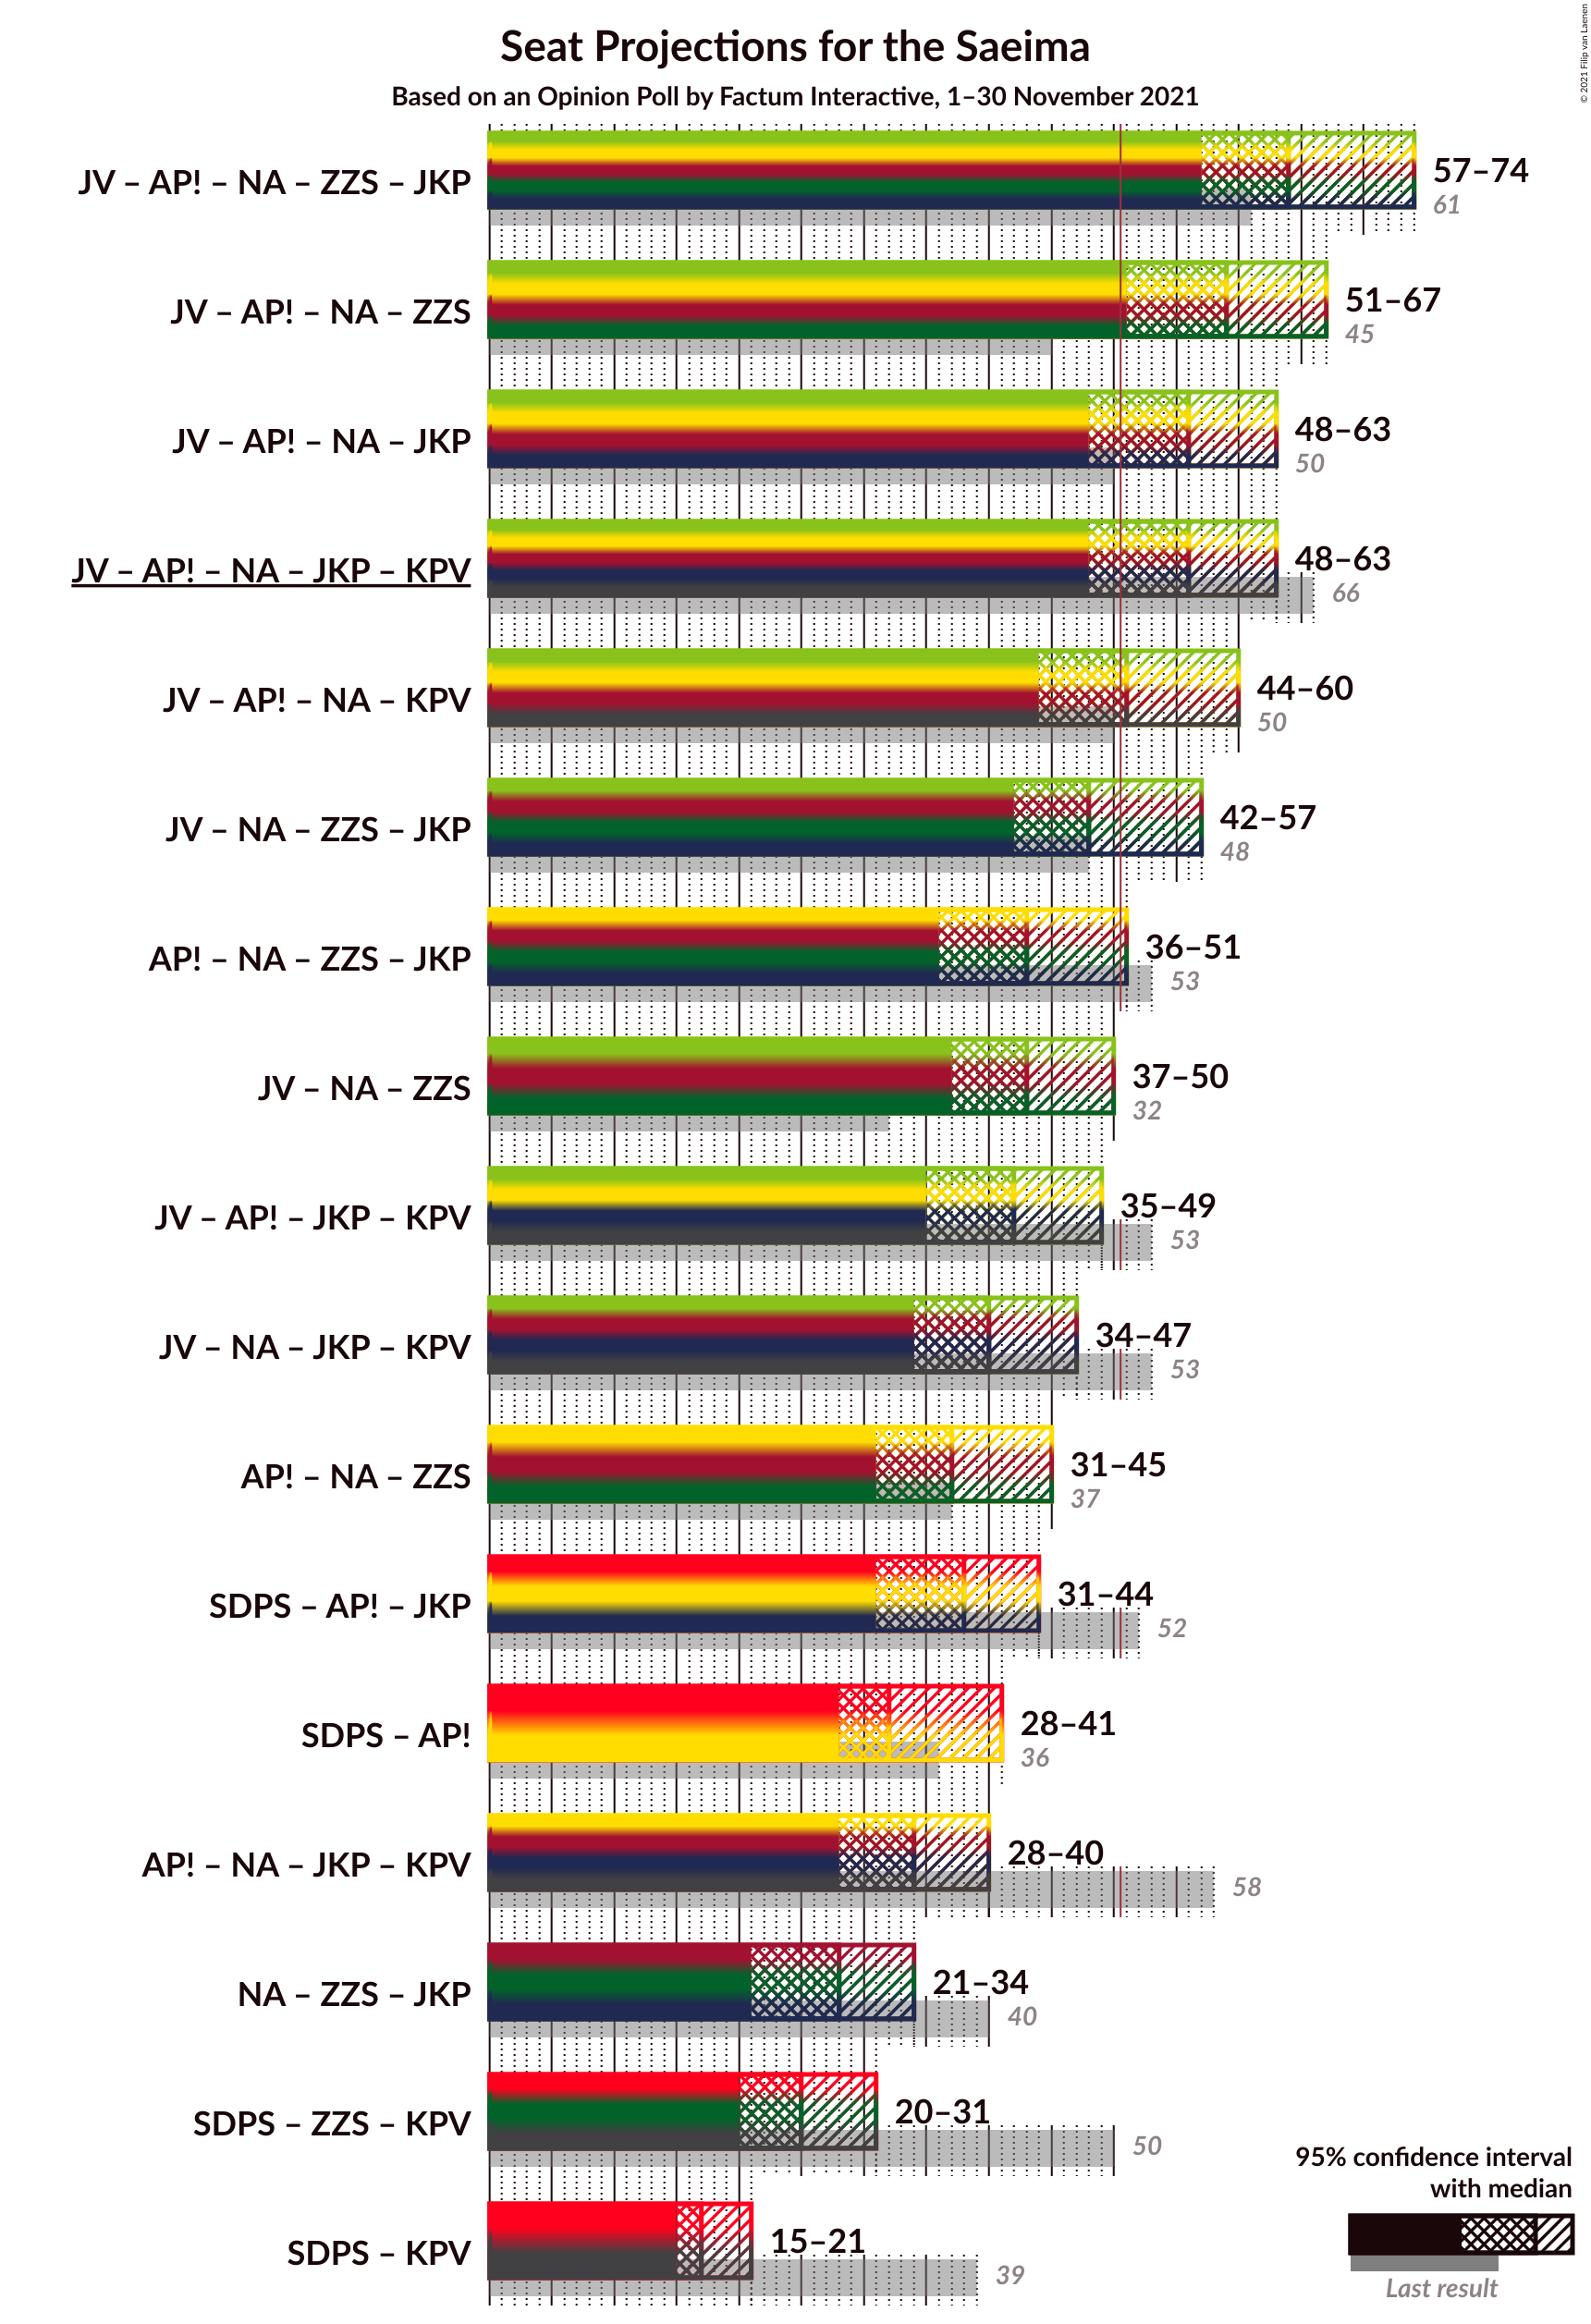 Seat Projections for the Saeima
Based on an Opinion Poll by Factum Interactive, 1–30 November 2021
© 2021 Filip van Laenen
JV – AP! – NA – ZZS – JKP
57–74
61
JV – AP! – NA – ZZS
51–67
45
JV – AP! – NA – JKP
48–63
50
JV – AP! – NA – JKP – KPV
48–63
66
JV – AP! – NA – KPV
44–60
50
JV – NA – ZZS – JKP
42–57
48
AP! – NA – ZZS – JKP
36–51
53
JV – NA – ZZS
37–50
32
JV – AP! – JKP – KPV
35–49
53
JV – NA – JKP – KPV
34–47
53
AP! – NA – ZZS
31–45
37
SDPS – AP! – JKP
31–44
52
SDPS – AP!
28–41
36
AP! – NA – JKP – KPV
28–40
58
NA – ZZS – JKP
21–34
40
SDPS – ZZS – KPV
20–31
50
SDPS – KPV
15–21
39
95% confidence interval
with median
Last result